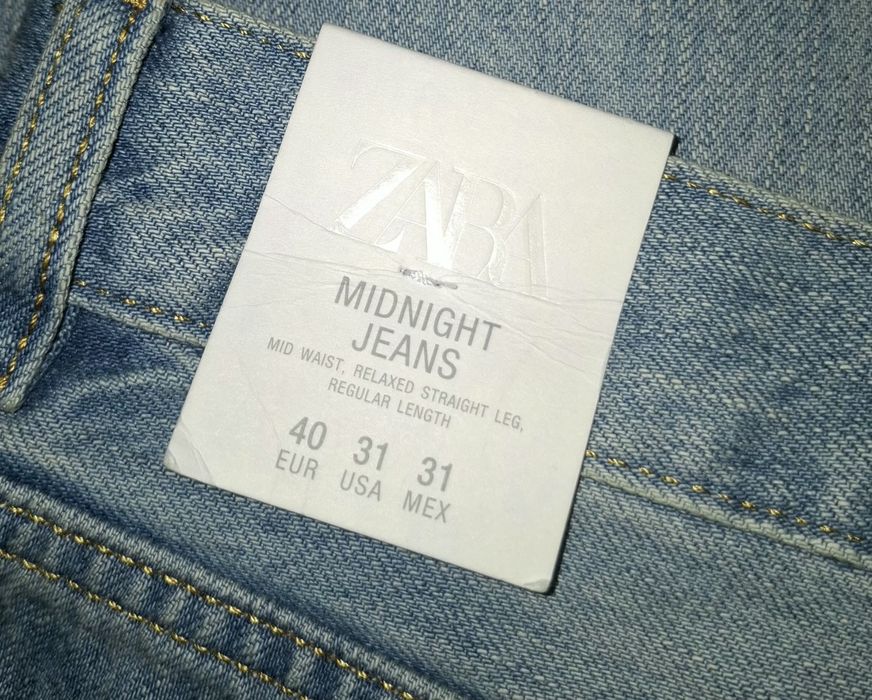 ZARA
MIDNIGHT
JEANS
MID WAIST, RELAXED STRAIGHT LEG,
REGULAR LENGTH
40 31 31
EUR USA MEX